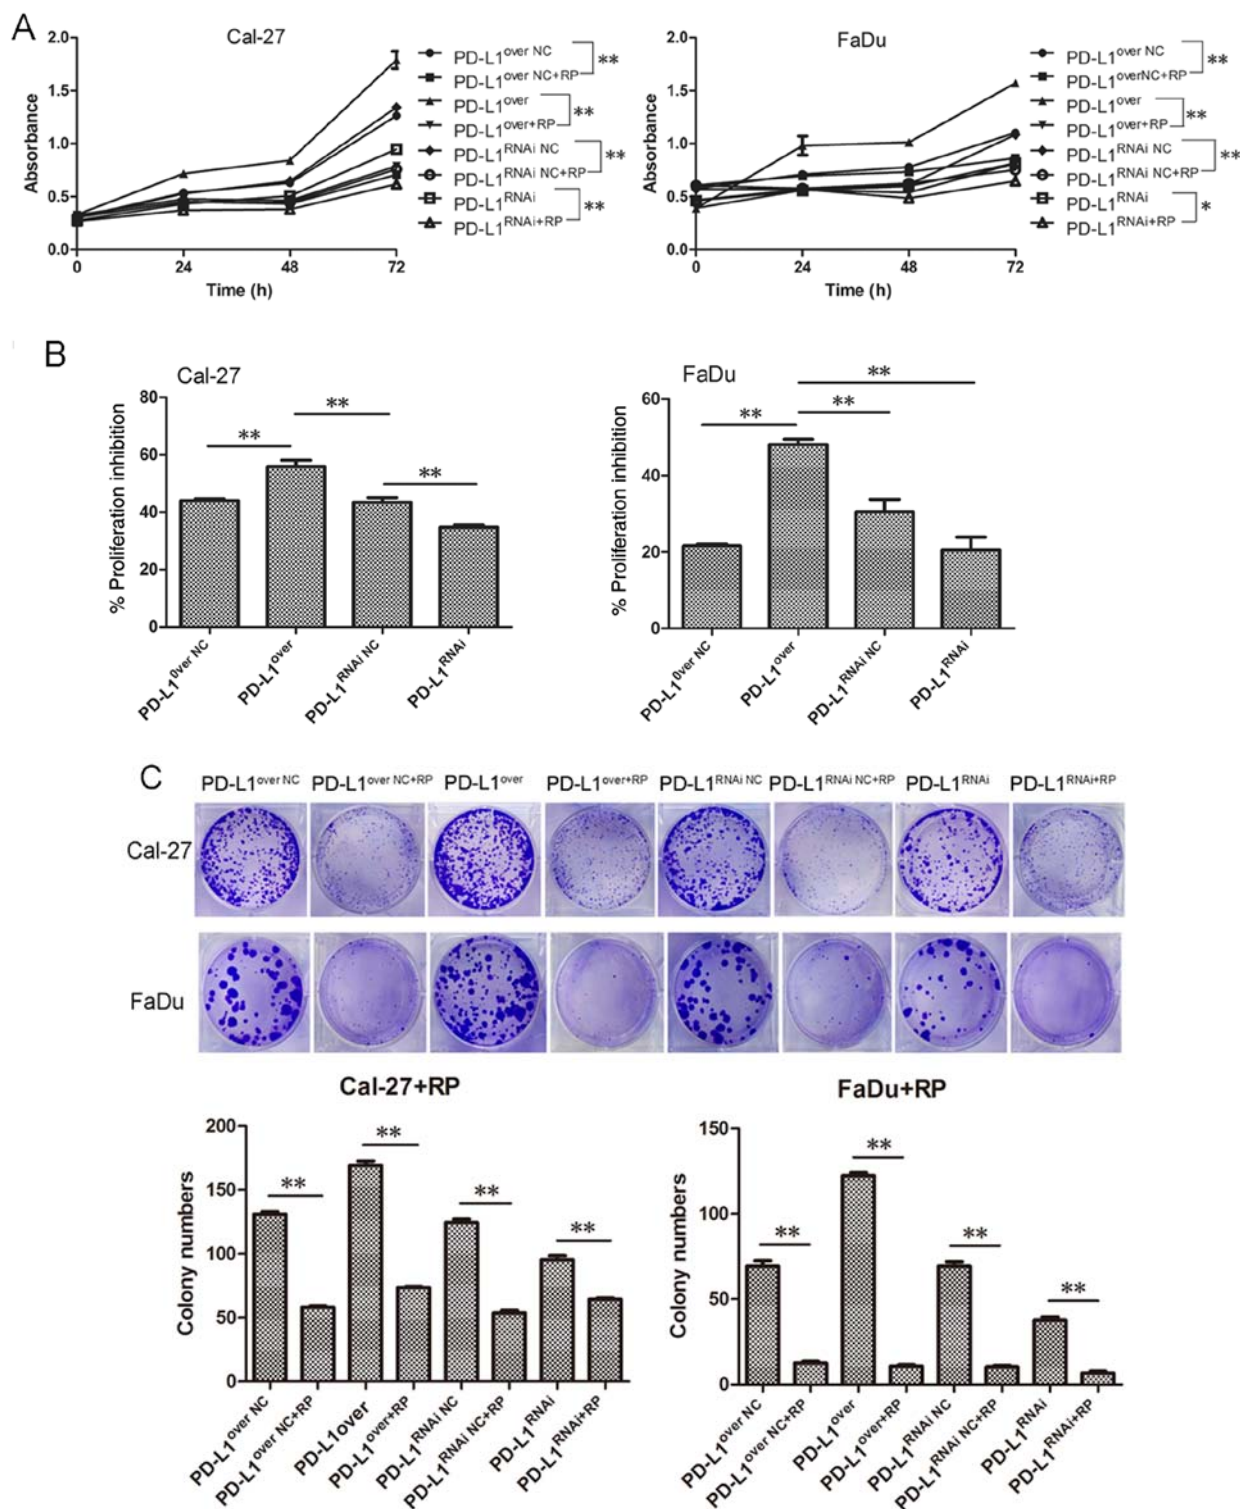 A
Cal-27
Absorbance
2.0
1.5
1.0
0.5
0.0
0 24 48 72
Time (h)
PD-L1over NC
PD-L1over NC+RP
**
PD-L1over
PD-L1over+RP
**
PD-L1RNAi NC
PD-L1RNAi NC+RP
**
PD-L1RNAi
PD-L1RNAi+RP
**
FaDu
Absorbance
2.0
1.5
1.0
0.5
0.0
0 24 48 72
Time (h)
PD-L1over NC
PD-L1overNC+RP
**
PD-L1over
PD-L1over+RP
**
PD-L1RNAi NC
PD-L1RNAi NC+RP
**
PD-L1RNAi
PD-L1RNAi+RP
*
B
Cal-27
% Proliferation inhibition
80
60
40
20
0
** ** **
PD-L1Over NC
PD-L1over
PD-L1RNAi NC
PD-L1RNAi
FaDu
% Proliferation inhibition
60
40
20
0
** ** **
PD-L1Over NC
PD-L1over
PD-L1RNAi NC
PD-L1RNAi
C
PD-L1over NC PD-L1over NC+RP PD-L1over PD-L1over+RP PD-L1RNAi NC PD-L1RNAi NC+RP PD-L1RNAi PD-L1RNAi+RP
Cal-27
FaDu
Cal-27+RP
Colony numbers
200
150
100
50
0
** ** ** **
PD-L1over NC
PD-L1over NC+RP
PD-L1over
PD-L1over+RP
PD-L1RNAi NC
PD-L1RNAi NC+RP
PD-L1RNAi
PD-L1RNAi+RP
FaDu+RP
Colony numbers
150
100
50
0
** ** ** **
PD-L1over NC
PD-L1over NC+RP
PD-L1over
PD-L1over+RP
PD-L1RNAi NC
PD-L1RNAi NC+RP
PD-L1RNAi
PD-L1RNAi+RP